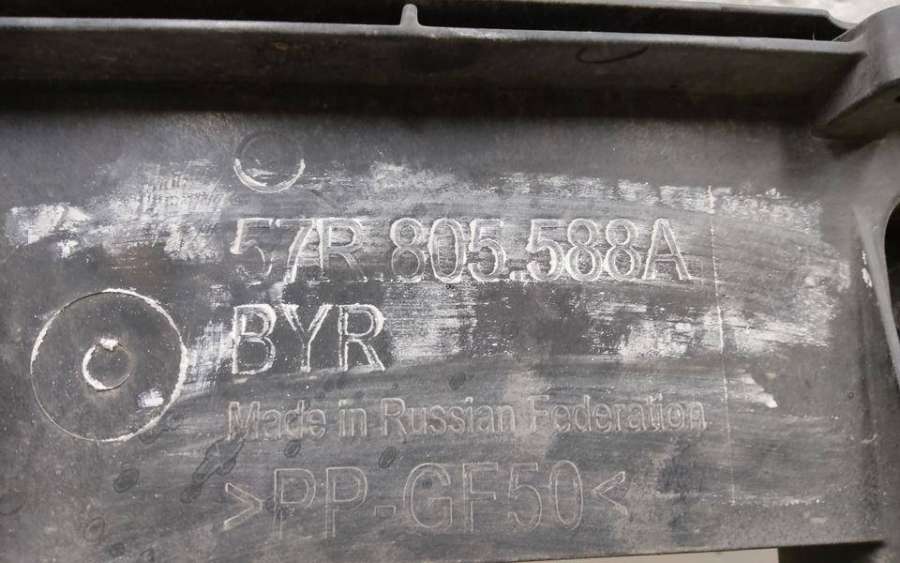 57R.805.588A
BYR
Made in Russian Federation
>PP-GF50<